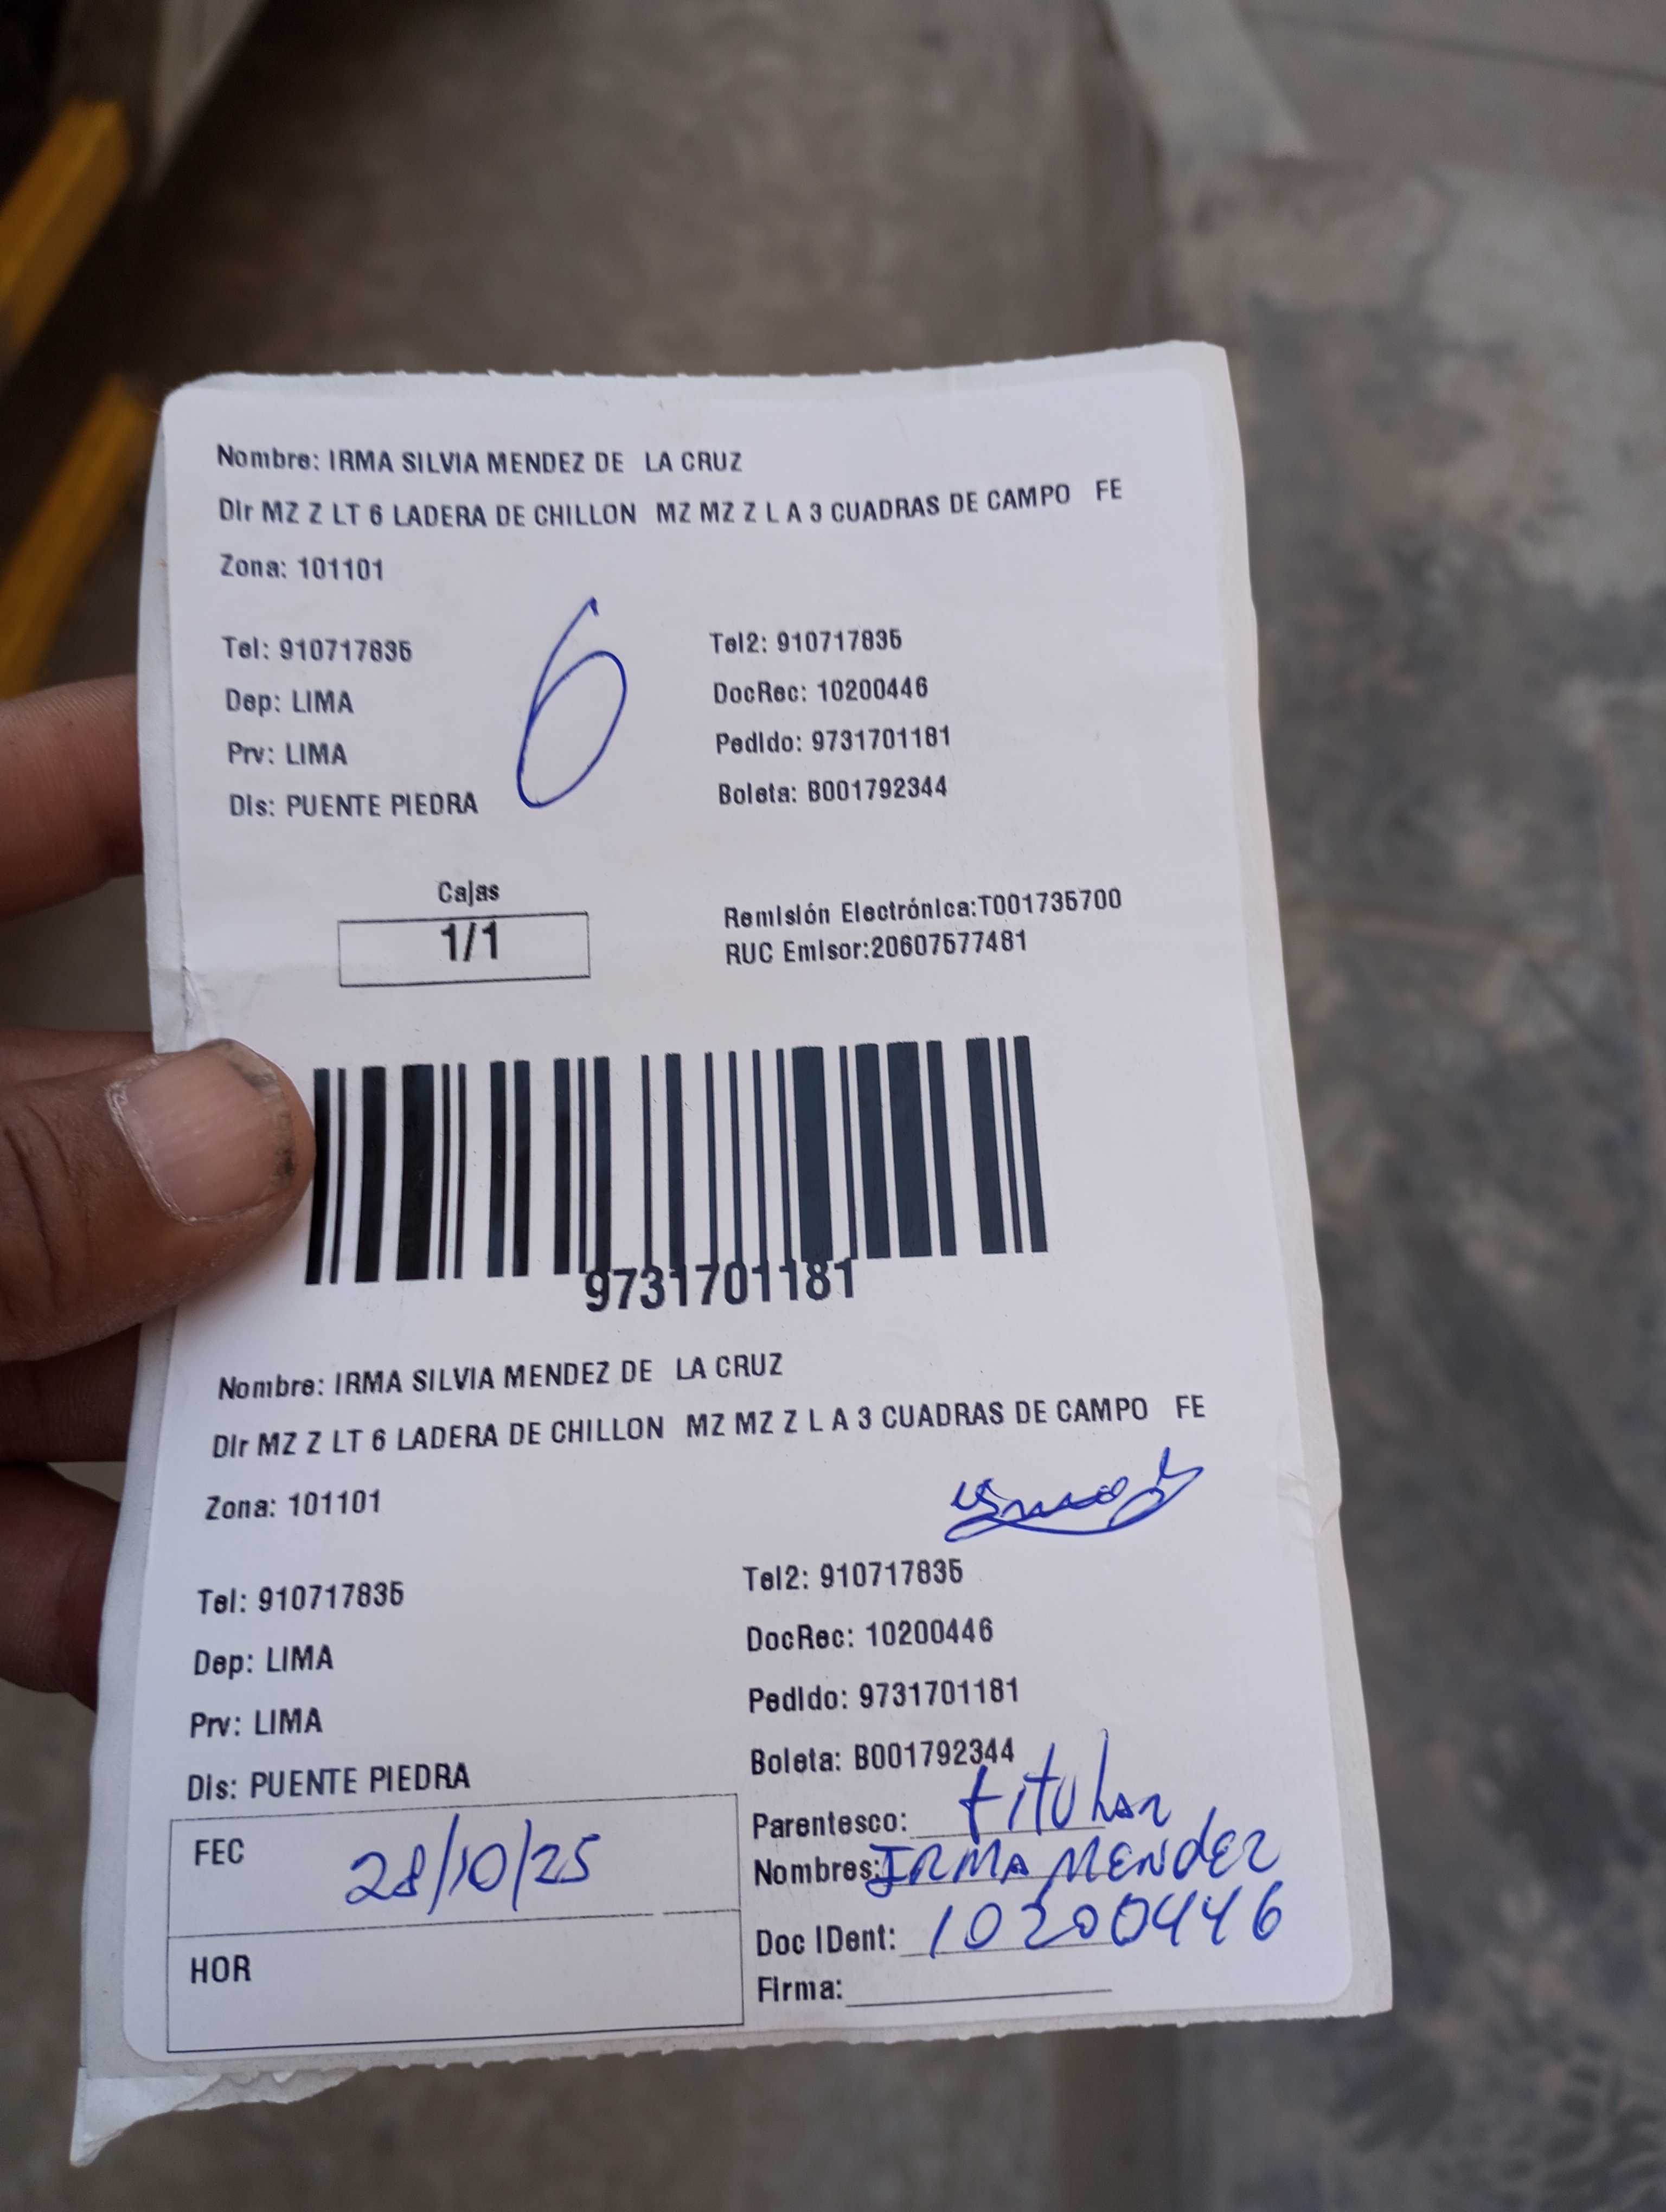 Nombre: IRMA SILVIA MENDEZ DE LA CRUZ
Dir MZ Z LT 6 LADERA DE CHILLON MZ MZ Z L A 3 CUADRAS DE CAMPO FE
Zona: 101101
Tel: 910717835 Tel2: 910717835
Dep: LIMA DocRec: 10200446
Prv: LIMA Pedido: 9731701181
Dis: PUENTE PIEDRA Boleta: B001792344
6
Cajas
1/1
Remisión Electrónica:T001735700
RUC Emisor:20607577481
9731701181
Nombre: IRMA SILVIA MENDEZ DE LA CRUZ
Dir MZ Z LT 6 LADERA DE CHILLON MZ MZ Z L A 3 CUADRAS DE CAMPO FE
Zona: 101101
Tel: 910717835 Tel2: 910717835
Dep: LIMA DocRec: 10200446
Prv: LIMA Pedido: 9731701181
Dis: PUENTE PIEDRA Boleta: B001792344
FEC 28/10/25
HOR
Parentesco: titular
Nombres: IRMA MENDEZ
Doc IDent: 10200446
Firma: